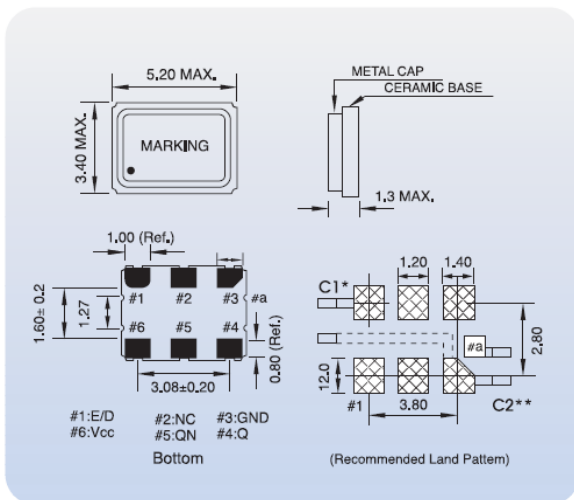 5.20 MAX.
3.40 MAX.
MARKING
METAL CAP
CERAMIC BASE
1.3 MAX.
1.00 (Ref.)
#1
#2
#3
#a
#6
#5
#4
1.60± 0.2
1.27
0.80 (Ref.)
3.08±0.20
#1:E/D
#2:NC
#3:GND
#6:Vcc
#5:QN
#4:Q
Bottom
1.20
1.40
C1*
#a
2.80
12.0
#1
3.80
C2**
(Recommended Land Pattem)